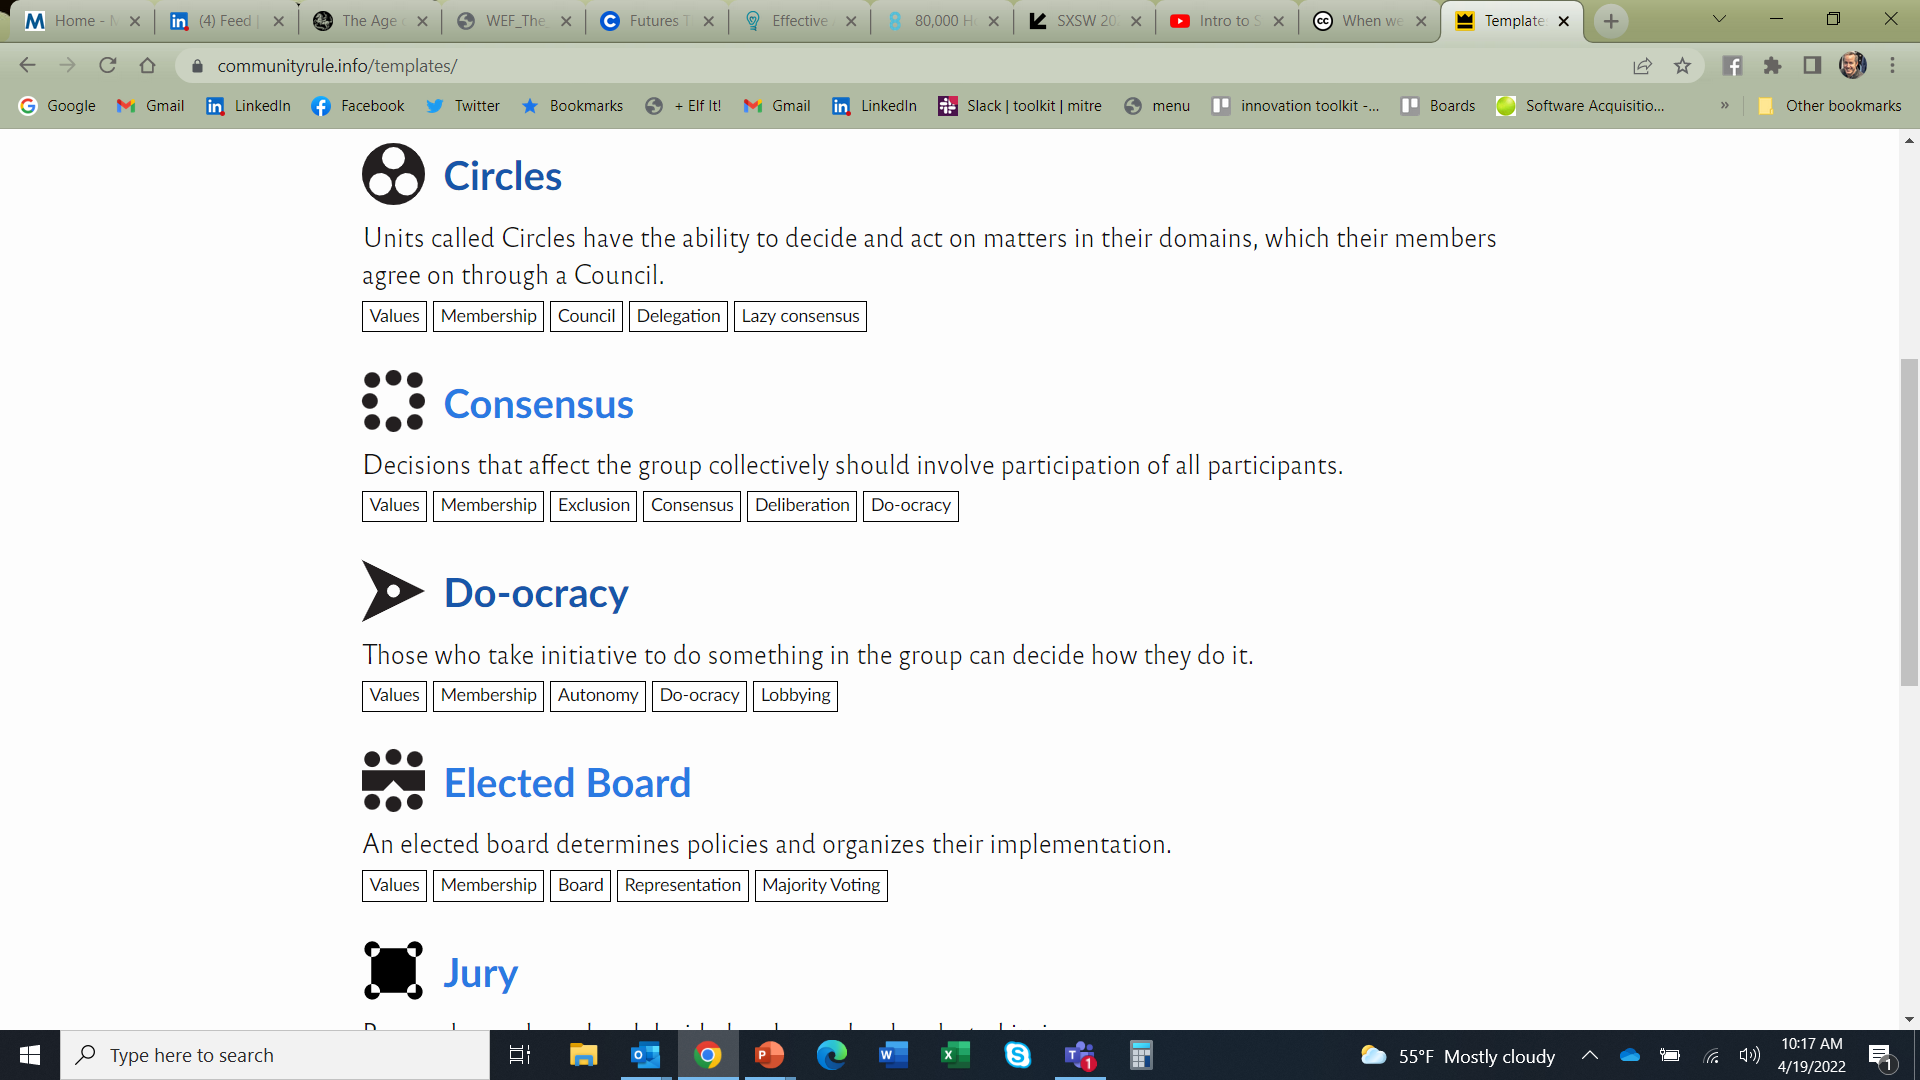 Home -
(4) Feed
The Age
WEF_The_
Futures T
Effective
80,000 H
SXSW 20
Intro to S
When we
Template
communityrule.info/templates/
Google
Gmail
LinkedIn
Facebook
Twitter
Bookmarks
+ Elf It!
Gmail
LinkedIn
Slack | toolkit | mitre
menu
innovation toolkit -...
Boards
Software Acquisitio...
»
Other bookmarks
Circles
Units called Circles have the ability to decide and act on matters in their domains, which their members
agree on through a Council.
Values Membership Council Delegation Lazy consensus
Consensus
Decisions that affect the group collectively should involve participation of all participants.
Values Membership Exclusion Consensus Deliberation Do-ocracy
Do-ocracy
Those who take initiative to do something in the group can decide how they do it.
Values Membership Autonomy Do-ocracy Lobbying
Elected Board
An elected board determines policies and organizes their implementation.
Values Membership Board Representation Majority Voting
Jury
Type here to search
55°F Mostly cloudy
10:17 AM
4/19/2022
1
1